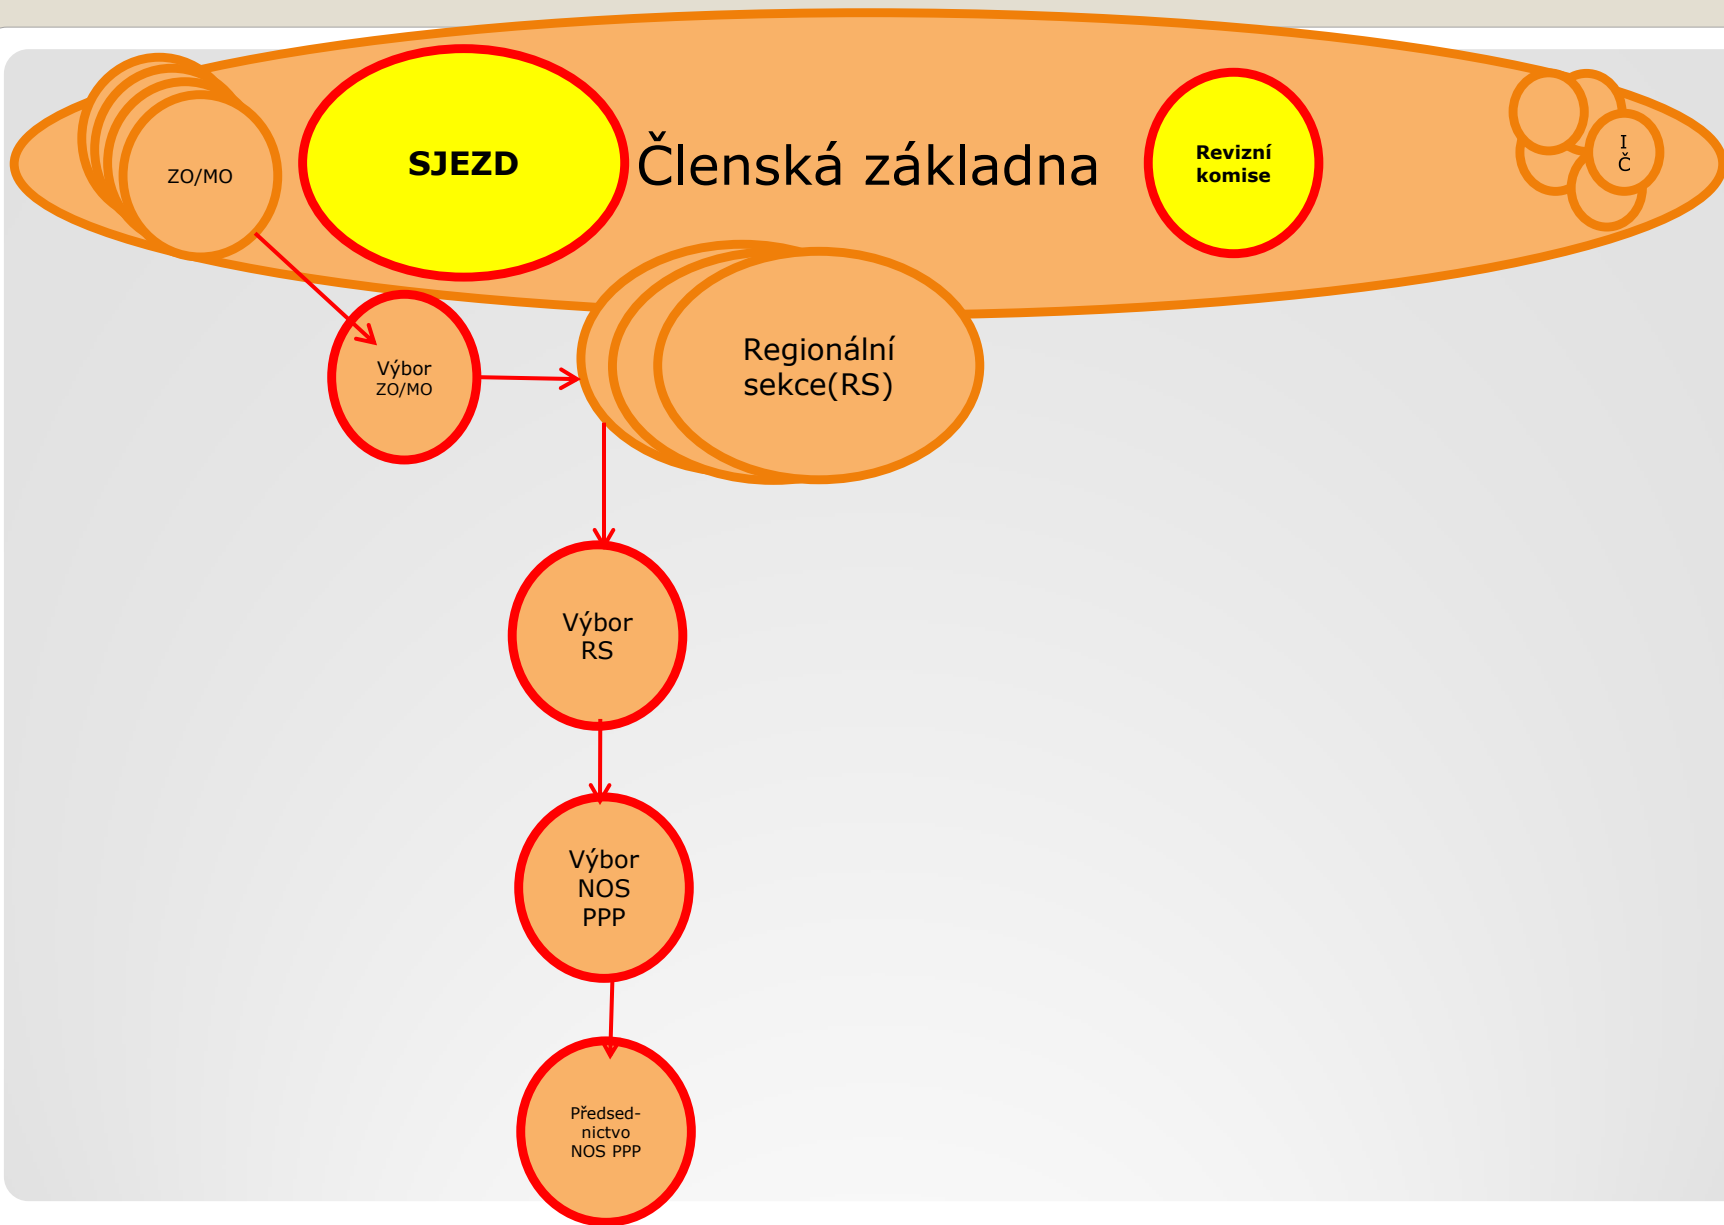 ZO/MO
SJEZD
Členská základna
Revizní
komise
I
Č
Výbor
ZO/MO
Regionální
sekce(RS)
Výbor
RS
Výbor
NOS
PPP
Předsed-
nictvo
NOS PPP